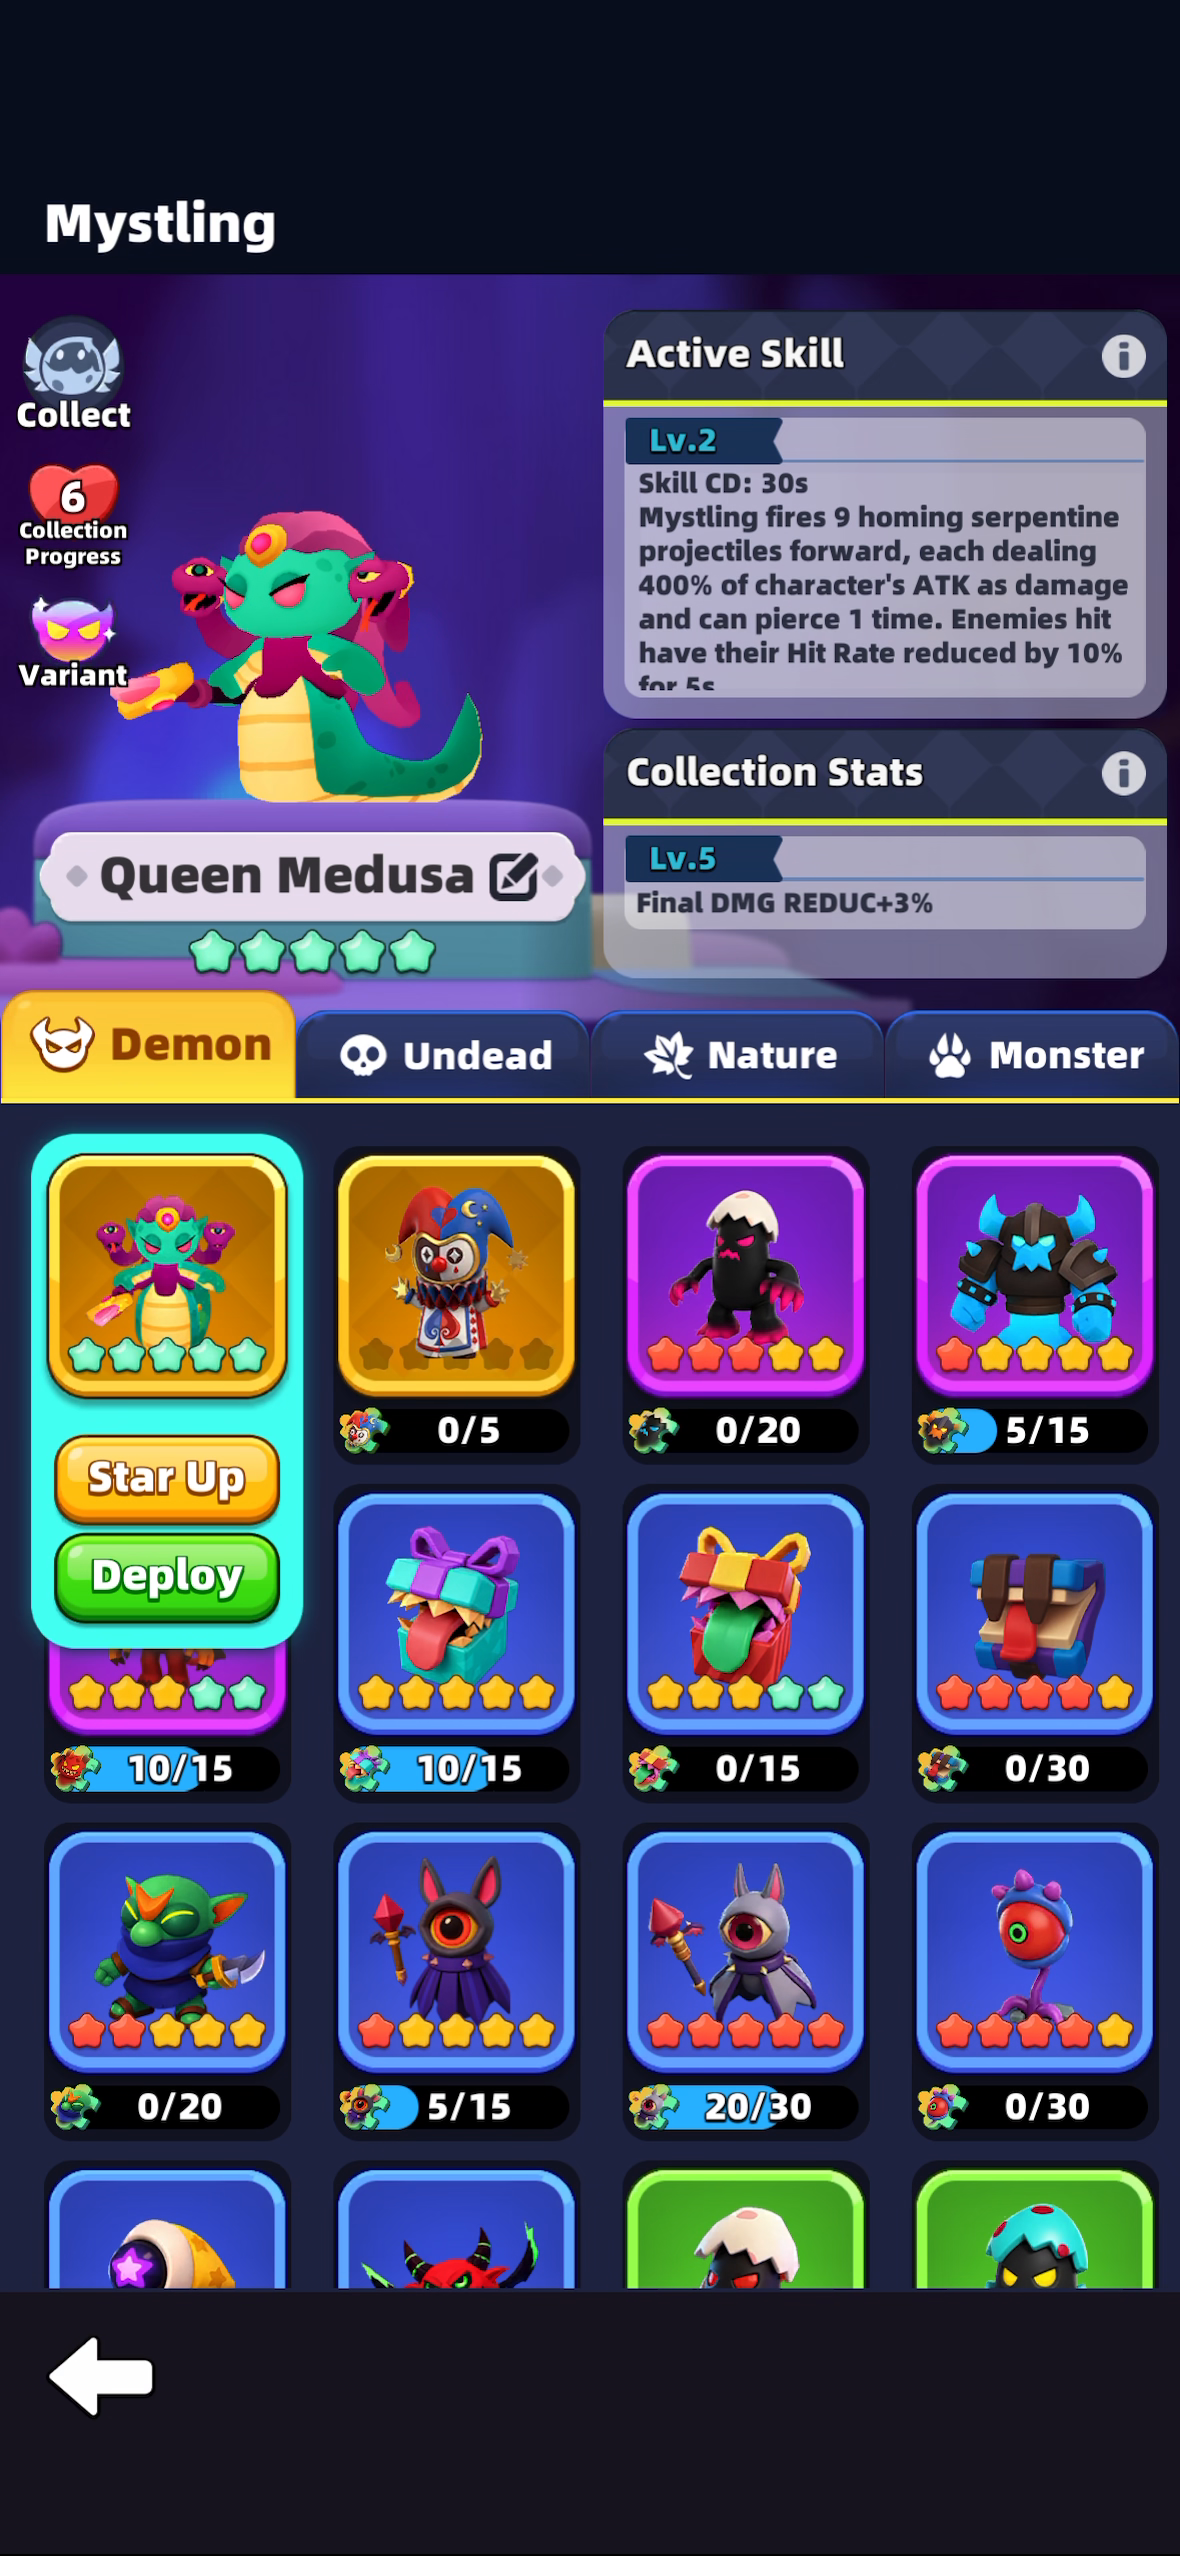 Mystling
Collect
6
Collection
Progress
Variant
Active Skill
Lv.2
Skill CD: 30s
Mystling fires 9 homing serpentine
projectiles forward, each dealing
400% of character's ATK as damage
and can pierce 1 time. Enemies hit
have their Hit Rate reduced by 10%
for 5s
Collection Stats
Lv.5
Final DMG REDUC+3%
Queen Medusa
Demon
Undead
Nature
Monster
0/5
0/20
5/15
Star Up
Deploy
10/15
10/15
0/15
0/30
0/20
5/15
20/30
0/30